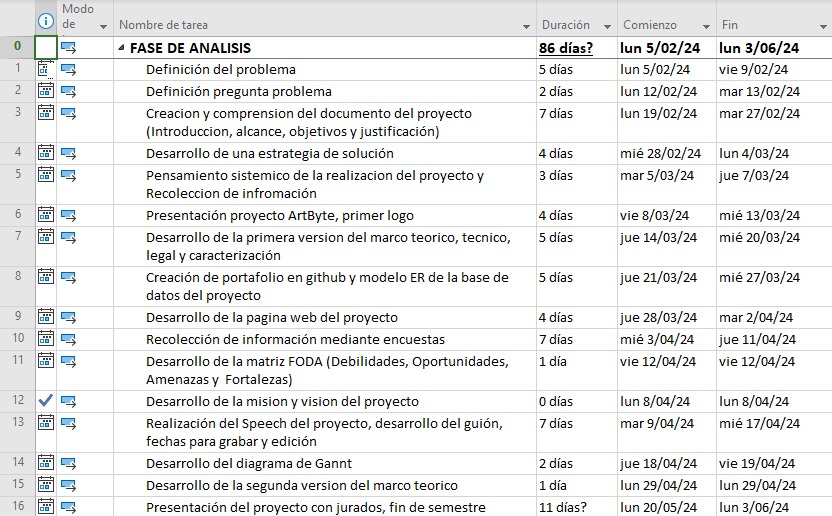 Modo de
Nombre de tarea Duración Comienzo Fin
0 FASE DE ANALISIS 86 días? lun 5/02/24 lun 3/06/24
1 Definición del problema 5 días lun 5/02/24 vie 9/02/24
2 Definición pregunta problema 2 días lun 12/02/24 mar 13/02/24
3 Creacion y comprension del documento del proyecto 7 días lun 19/02/24 mar 27/02/24
(Introduccion, alcance, objetivos y justificación)
4 Desarrollo de una estrategia de solución 4 días mié 28/02/24 lun 4/03/24
5 Pensamiento sistemico de la realizacion del proyecto y 3 días mar 5/03/24 jue 7/03/24
Recoleccion de infromación
6 Presentación proyecto ArtByte, primer logo 4 días vie 8/03/24 mié 13/03/24
7 Desarrollo de la primera version del marco teorico, tecnico, 5 días jue 14/03/24 mié 20/03/24
legal y caracterización
8 Creación de portafolio en github y modelo ER de la base de 5 días jue 21/03/24 mié 27/03/24
datos del proyecto
9 Desarrollo de la pagina web del proyecto 4 días jue 28/03/24 mar 2/04/24
10 Recolección de información mediante encuestas 7 días mié 3/04/24 jue 11/04/24
11 Desarrollo de la matriz FODA (Debilidades, Oportunidades, 1 día vie 12/04/24 vie 12/04/24
Amenazas y Fortalezas)
12 Desarrollo de la mision y vision del proyecto 0 días lun 8/04/24 lun 8/04/24
13 Realización del Speech del proyecto, desarrollo del guión, 7 días mar 9/04/24 mié 17/04/24
fechas para grabar y edición
14 Desarrollo del diagrama de Gannt 2 días jue 18/04/24 vie 19/04/24
15 Desarrollo de la segunda version del marco teorico 1 día lun 29/04/24 lun 29/04/24
16 Presentación del proyecto con jurados, fin de semestre 11 días? lun 20/05/24 lun 3/06/24